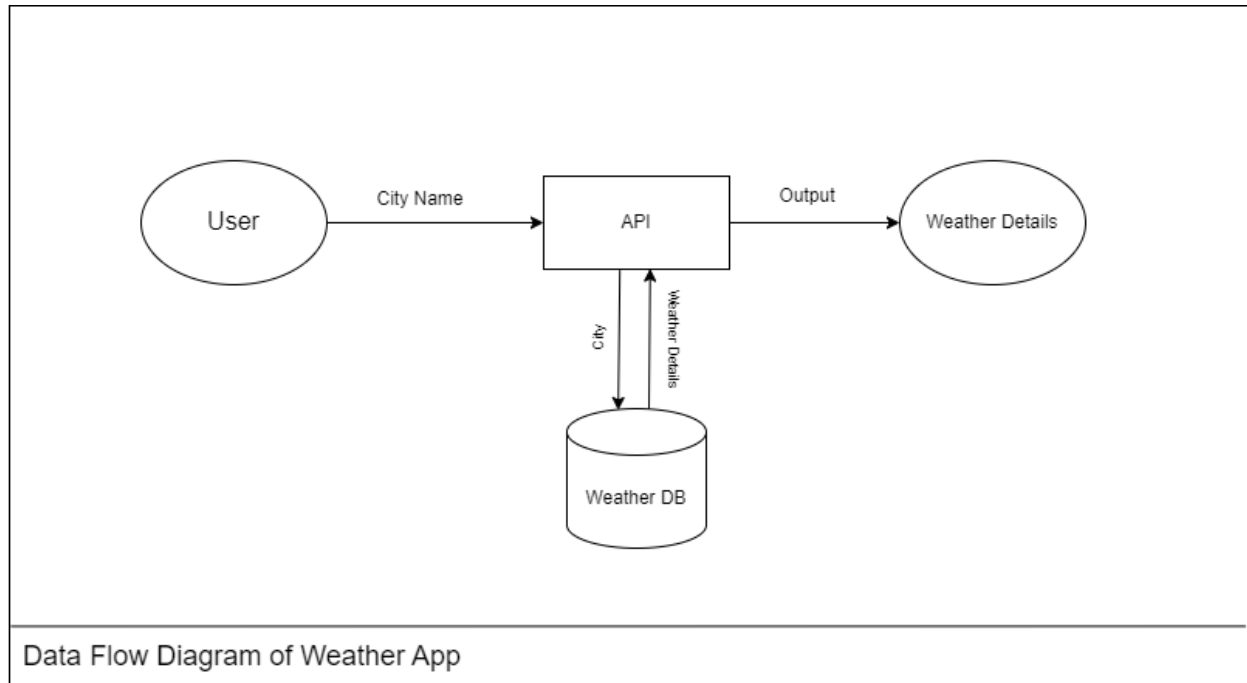 User
City Name
API
Output
Weather Details
City
Weather Details
Weather DB
Data Flow Diagram of Weather App